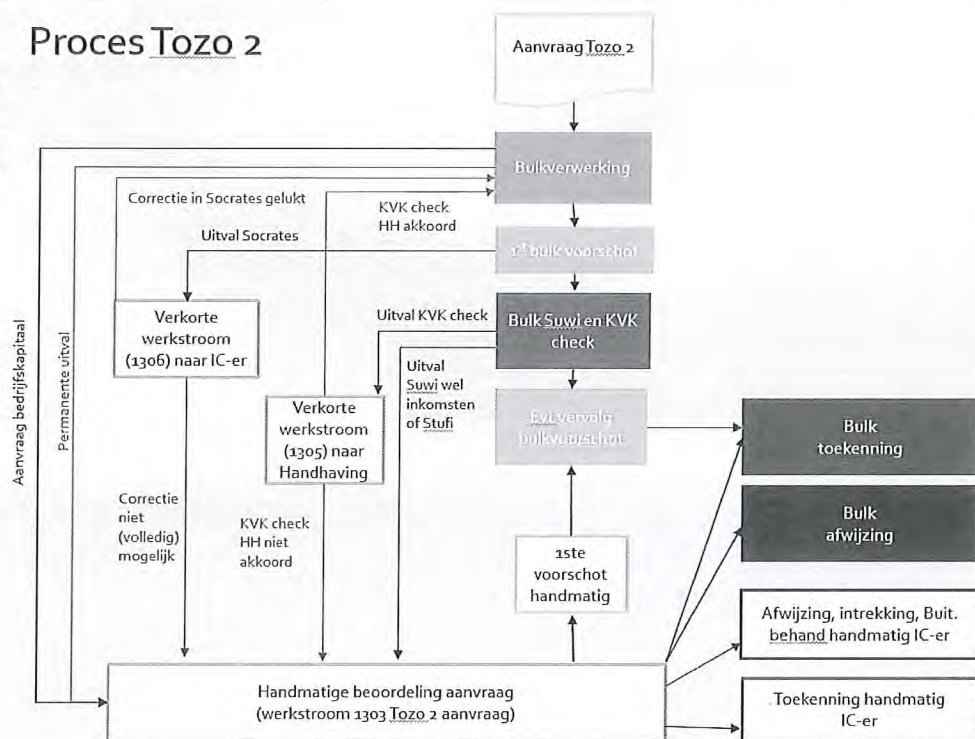 Proces Tozo 2
Aanvraag Tozo 2
Bulkverwerking
Correctie in Socrates gelukt
KVK check
HH akkoord
Uitval Socrates
1st bulk voorschot
Aanvraag bedrijfskapitaal
Permanente uitval
Verkorte
werkstroom
(1306) naar IC-er
Uitval KVK check
Bulk Suwi en KVK
check
Uitval
Suwi wel
inkomsten
of Stufi
Verkorte
werkstroom
(1305) naar
Handhaving
Evt vervolg
bulkvoorschot
Bulk
toekenning
Correctie
niet
(volledig)
mogelijk
KVK check
HH niet
akkoord
1ste
voorschot
handmatig
Bulk
afwijzing
Afwijzing, intrekking, Buit.
behand handmatig IC-er
Handmatige beoordeling aanvraag
(werkstroom 1303 Tozo 2 aanvraag)
Toekenning handmatig
IC-er